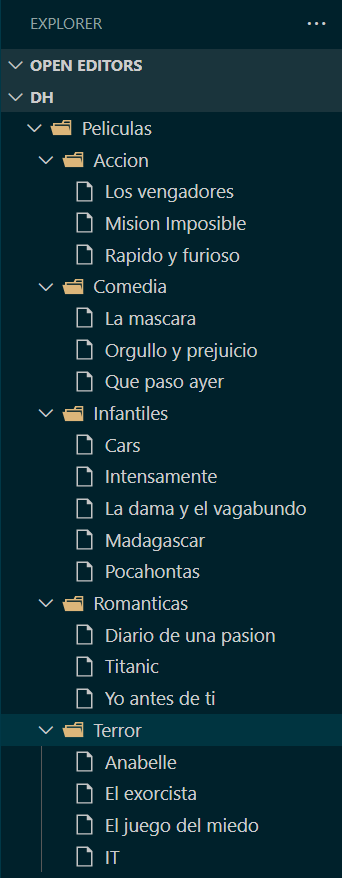 EXPLORER
OPEN EDITORS
DH
Peliculas
Accion
Los vengadores
Mision Imposible
Rapido y furioso
Comedia
La mascara
Orgullo y prejuicio
Que paso ayer
Infantiles
Cars
Intensamente
La dama y el vagabundo
Madagascar
Pocahontas
Romanticas
Diario de una pasion
Titanic
Yo antes de ti
Terror
Anabelle
El exorcista
El juego del miedo
IT